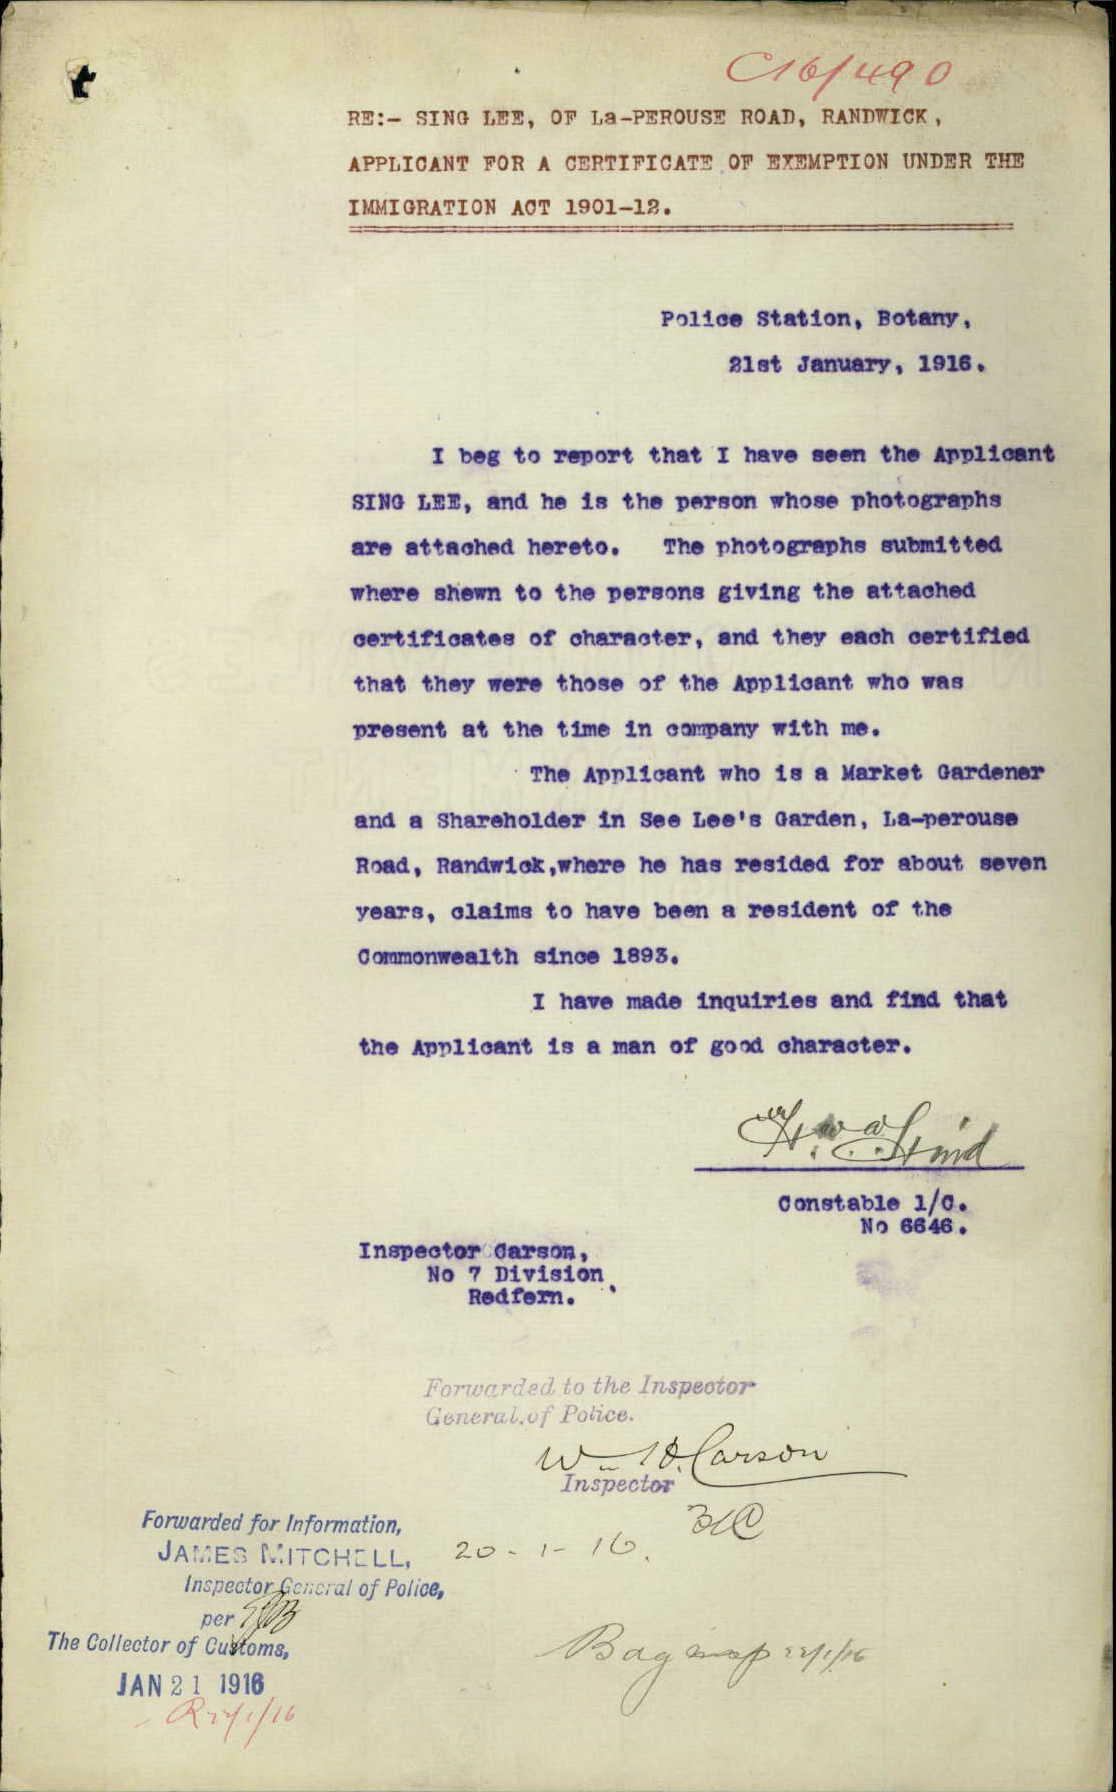 C16/490
RE:- SING LEE, OF La-PEROUSE ROAD, RANDWICK,
APPLICANT FOR A CERTIFICATE OF EXEMPTION UNDER THE
IMMIGRATION ACT 1901-12.
Police Station, Botany,
21st January, 1916.
I beg to report that I have seen the Applicant
SING LEE, and he is the person whose photographs
are attached hereto. The photographs submitted
where shewn to the persons giving the attached
certificates of character, and they each certified
that they were those of the Applicant who was
present at the time in company with me.
The Applicant who is a Market Gardener
and a Shareholder in See Lee's Garden, La-perouse
Road, Randwick,where he has resided for about seven
years, claims to have been a resident of the
Commonwealth since 1893.
I have made inquiries and find that
the Applicant is a man of good character.
Constable 1/C.
No 6646.
Inspector Carson,
No 7 Division
Redfern.
Forwarded to the Inspector
General of Police.
Carson
Inspector
20-1-16.
Forwarded for Information,
JAMES MITCHELL,
Inspector General of Police,
per
The Collector of Customs,
JAN 21 1916